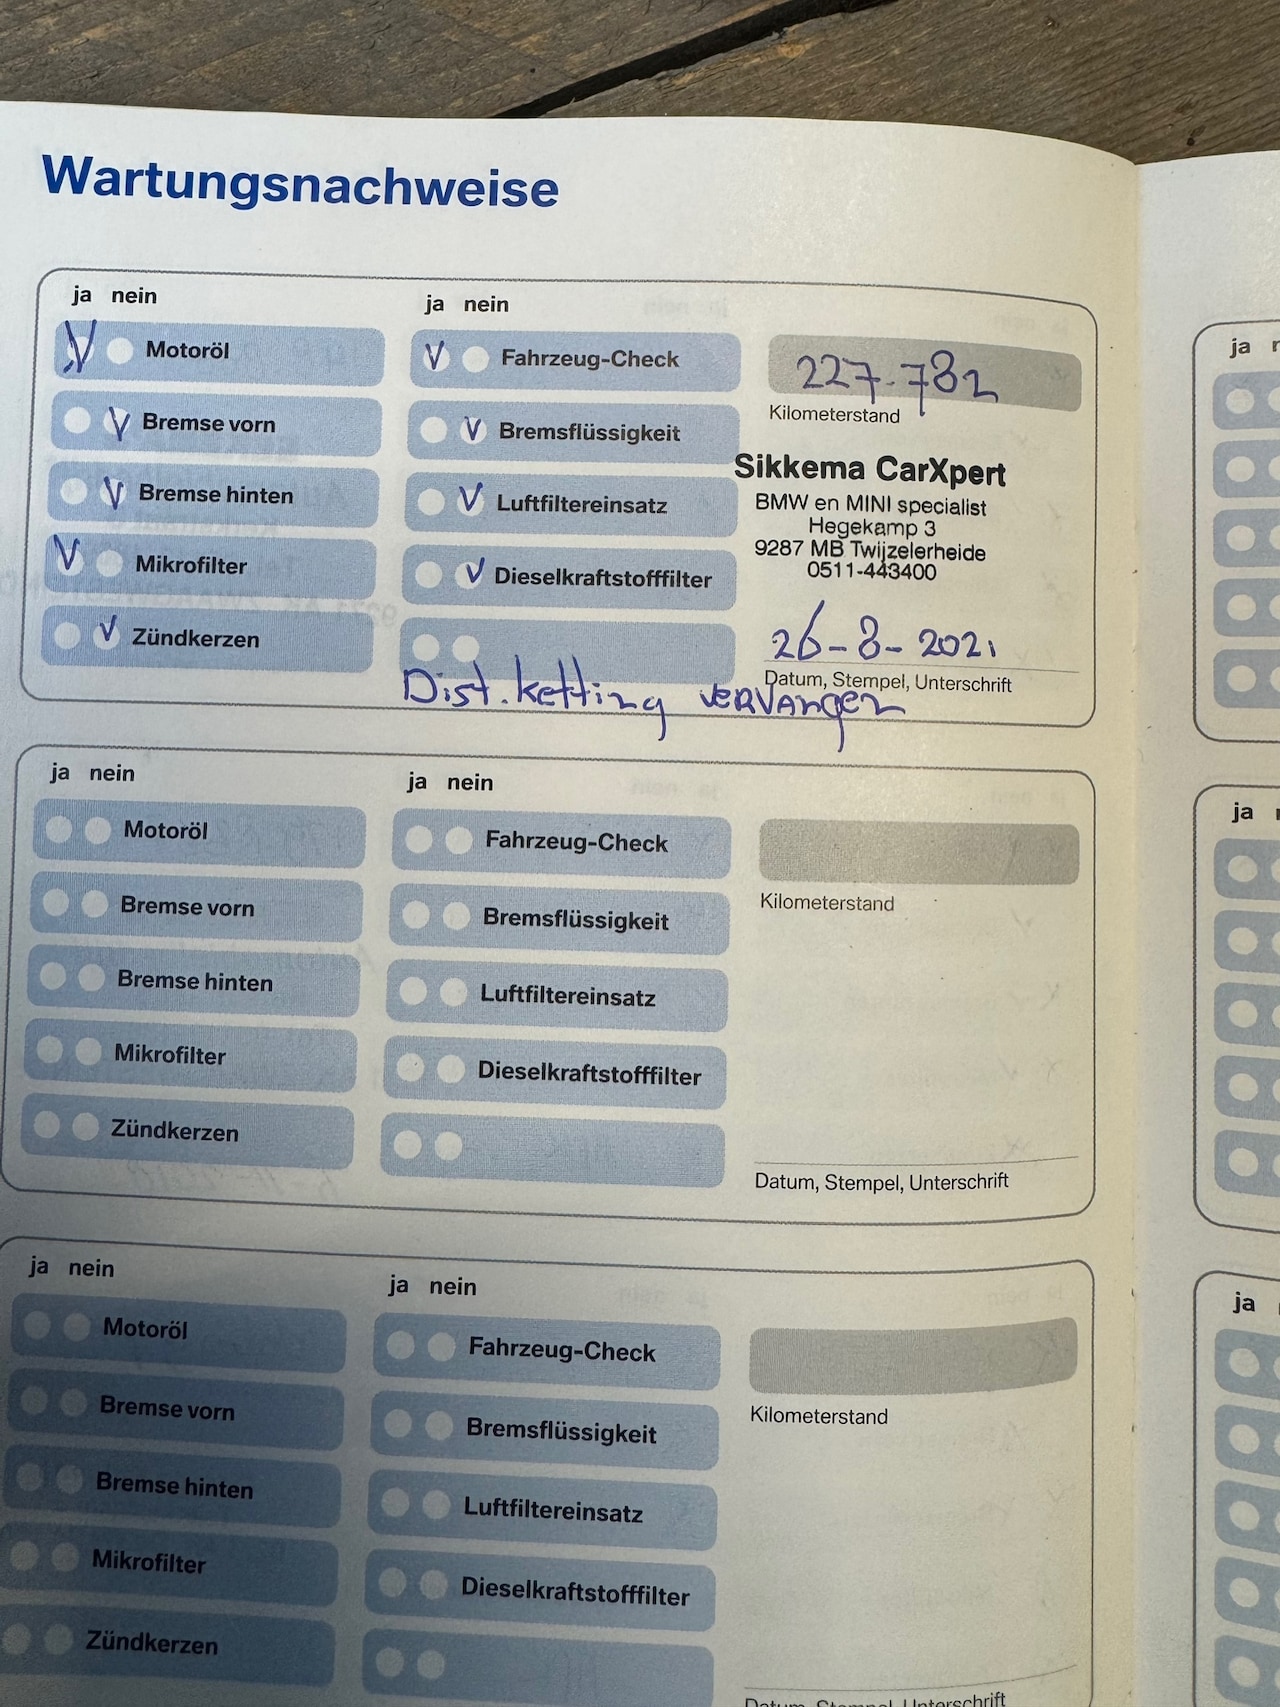 Wartungsnachweise
ja nein
Motoröl
Bremse vorn
Bremse hinten
Mikrofilter
Zündkerzen
ja nein
Fahrzeug-Check
Bremsflüssigkeit
Luftfiltereinsatz
Dieselkraftstofffilter
Dist. ketting vervangen
227.782
Kilometerstand
Sikkema CarXpert
BMW en MINI specialist
Hegekamp 3
9287 MB Twijzelerheide
0511-443400
26-8-2021
Datum, Stempel, Unterschrift
ja nein
Motoröl
Bremse vorn
Bremse hinten
Mikrofilter
Zündkerzen
ja nein
Fahrzeug-Check
Bremsflüssigkeit
Luftfiltereinsatz
Dieselkraftstofffilter
Kilometerstand
Datum, Stempel, Unterschrift
ja nein
Motoröl
Bremse vorn
Bremse hinten
Mikrofilter
Zündkerzen
ja nein
Fahrzeug-Check
Bremsflüssigkeit
Luftfiltereinsatz
Dieselkraftstofffilter
Kilometerstand
Datum, Stempel, Unterschrift
ja
ja
ja